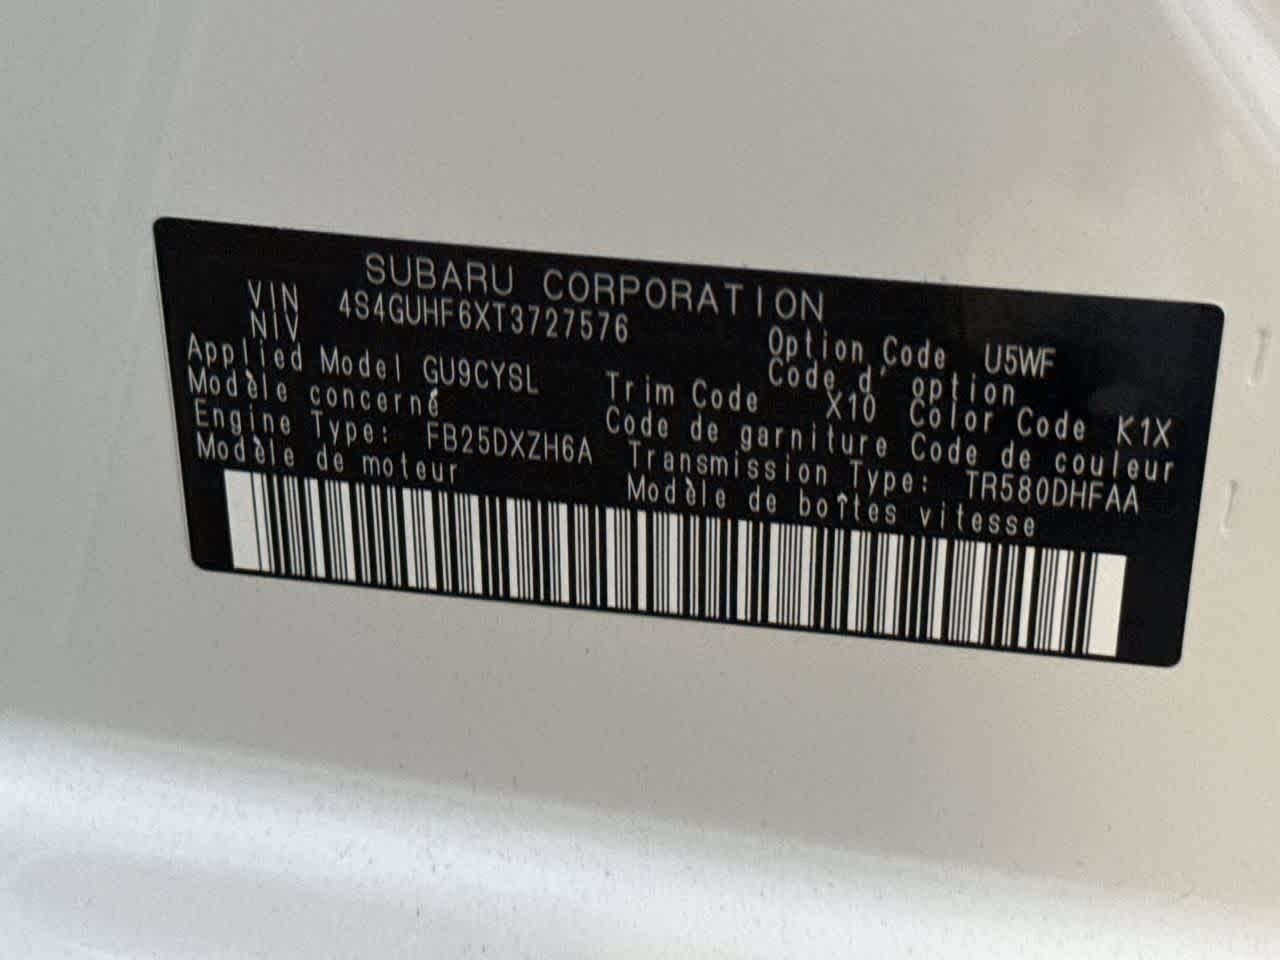 SUBARU CORPORATION
VIN 4S4GUHF6XT3727576
NIV
Option Code U5WF
Code d' option
Applied Model GU9CYSL
Modèle concerné
Trim Code X10 Color Code K1X
Code de garniture Code de couleur
Engine Type: FB25DXZH6A
Modèle de moteur
Transmission Type: TR580DHFAA
Modèle de boîtes vitesse